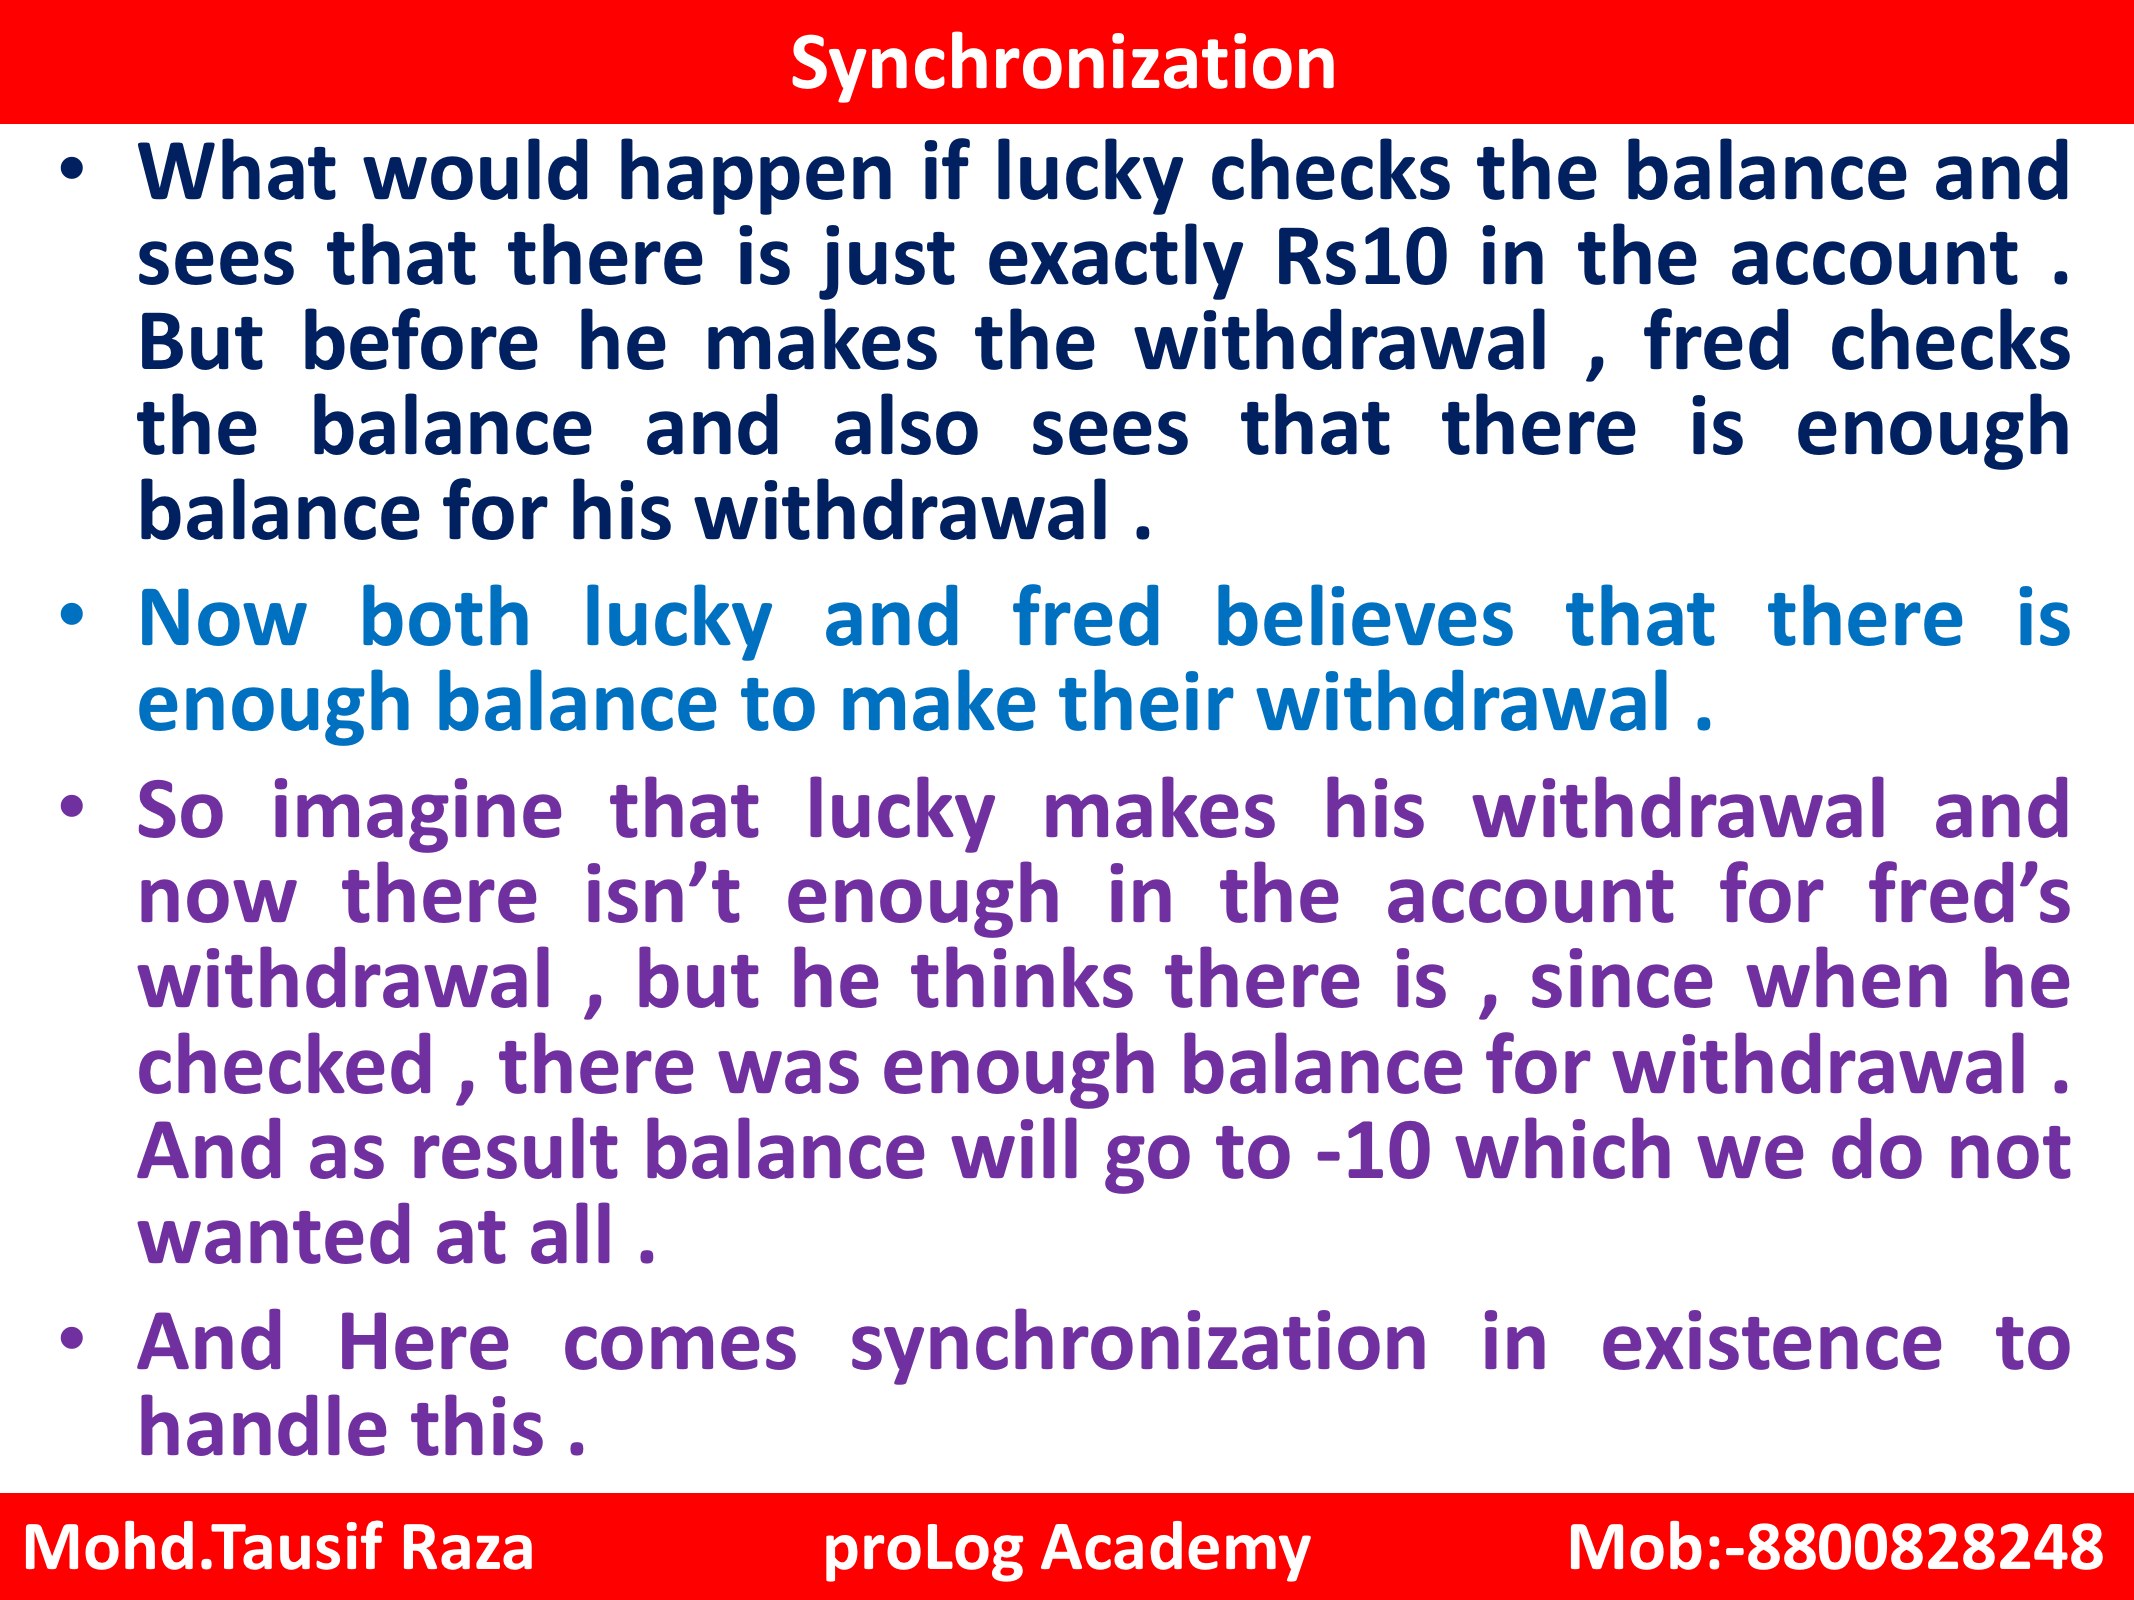 Synchronization
• What would happen if lucky checks the balance and
sees that there is just exactly Rs10 in the account .
But before he makes the withdrawal , fred checks
the balance and also sees that there is enough
balance for his withdrawal .
• Now both lucky and fred believes that there is
enough balance to make their withdrawal .
• So imagine that lucky makes his withdrawal and
now there isn’t enough in the account for fred’s
withdrawal , but he thinks there is , since when he
checked , there was enough balance for withdrawal .
And as result balance will go to -10 which we do not
wanted at all .
• And Here comes synchronization in existence to
handle this .
Mohd.Tausif Raza proLog Academy Mob:-8800828248